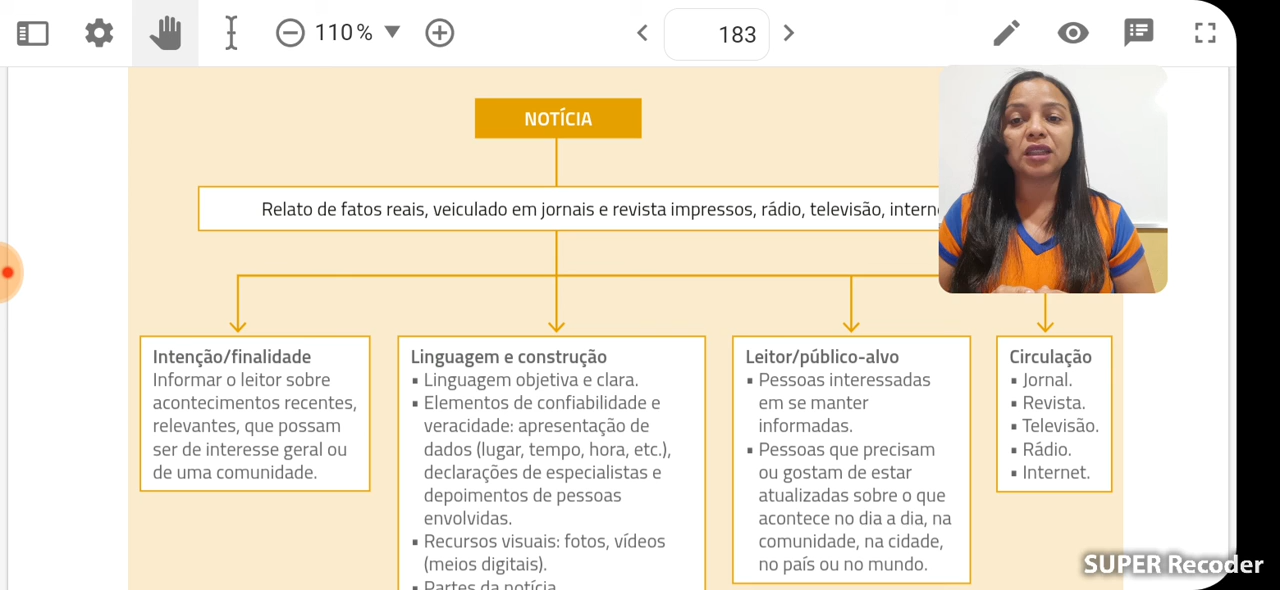 110 %
183
NOTÍCIA
Relato de fatos reais, veiculado em jornais e revista impressos, rádio, televisão,
Intenção/finalidade
Informar o leitor sobre
acontecimentos recentes,
relevantes, que possam
ser de interesse geral ou
de uma comunidade.
Linguagem e construção
▪ Linguagem objetiva e clara.
▪ Elementos de confiabilidade e
veracidade: apresentação de
dados (lugar, tempo, hora, etc.),
declarações de especialistas e
depoimentos de pessoas
envolvidas.
▪ Recursos visuais: fotos, vídeos
(meios digitais).
▪ Partes da notícia
Leitor/público-alvo
▪ Pessoas interessadas
em se manter
informadas.
▪ Pessoas que precisam
ou gostam de estar
atualizadas sobre o que
acontece no dia a dia, na
comunidade, na cidade,
no país ou no mundo.
Circulação
▪ Jornal.
▪ Revista.
▪ Televisão.
▪ Rádio.
▪ Internet.
SUPER Recoder